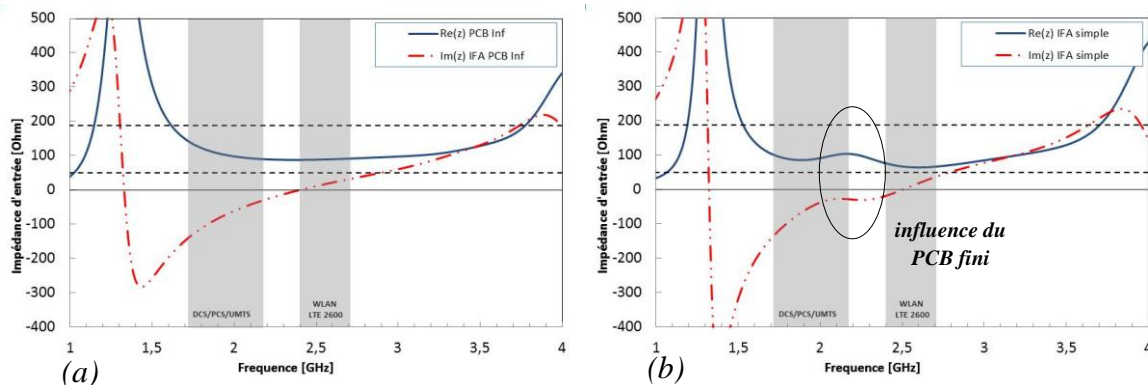 500
400
300
200
100
0
-100
-200
-300
-400
Impédance d'entrée [Ohm]
Re(z) PCB Inf
Im(z) IFA PCB Inf
DCS/PCS/UMTS
WLAN
LTE 2600
1 1,5 2 2,5 3 3,5 4
Frequence [GHz]
(a)
500
400
300
200
100
0
-100
-200
-300
-400
Impédance d'entrée [Ohm]
Re(z) IFA simple
Im(z) IFA simple
influence du
PCB fini
DCS/PCS/UMTS
WLAN
LTE 2600
1 1,5 2 2,5 3 3,5 4
Frequence [GHz]
(b)